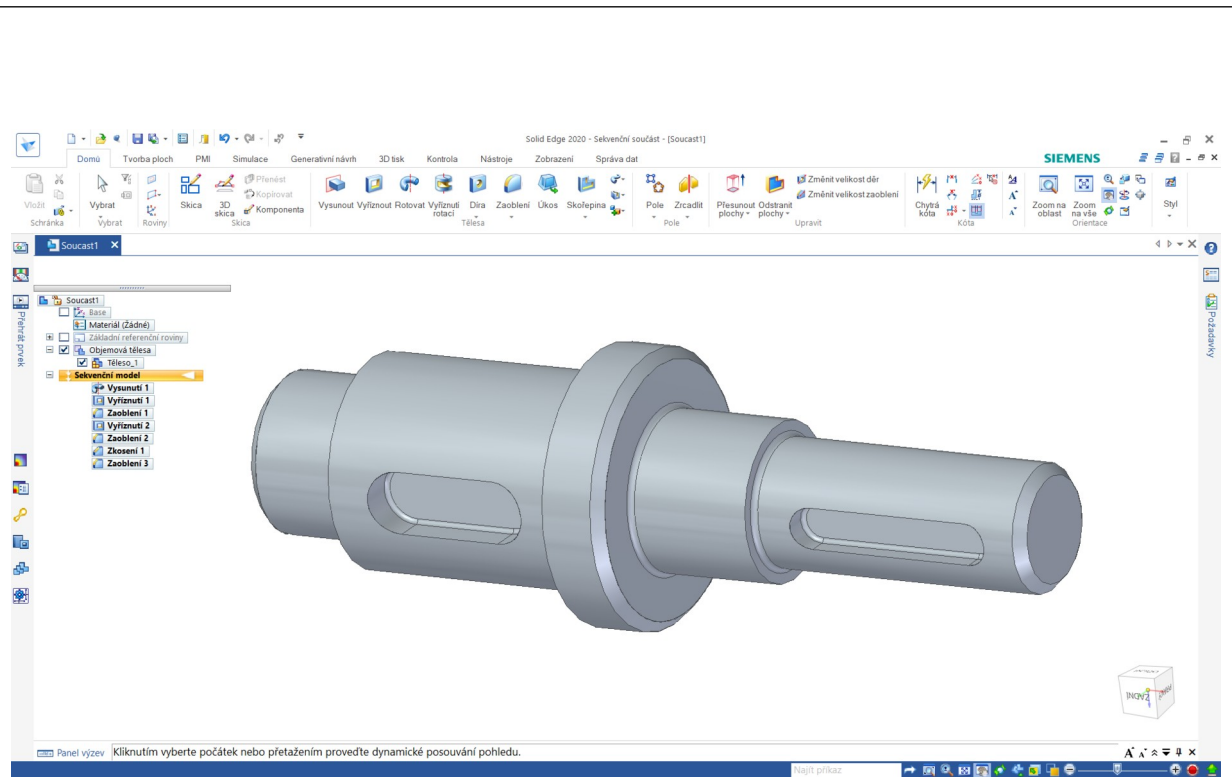 Solid Edge 2020 - Sekvenční součást - [Soucast1]
Domů Tvorba ploch PMI Simulace Generativní návrh 3D tisk Kontrola Nástroje Zobrazení Správa dat
SIEMENS
Vložit
Schránka
Vybrat
Vybrat
Roviny
Skica
3D
skica
Přenést
Kopírovat
Komponenta
Skica
Vysunout Vyříznout Rotovat Vyříznutí
rotací
Díra Zaoblení Úkos Skořepina
Tělesa
Pole Zrcadlit
Pole
Přesunout
plochy
Odstranit
plochy
Změnit velikost děr
Změnit velikost zaoblení
Upravit
Chytrá
kóta
Kóta
Zoom na
oblast
Zoom
na vše
Orientace
Styl
Soucast1
Přehrát prvek
Požadavky
Soucast1
Base
Materiál (Žádné)
Základní referenční roviny
Objemová tělesa
Těleso_1
Sekvenční model
Vysunutí 1
Vyříznutí 1
Zaoblení 1
Vyříznutí 2
Zaoblení 2
Zkosení 1
Zaoblení 3
ZADNÍ
Panel výzev Kliknutím vyberte počátek nebo přetažením proveďte dynamické posouvání pohledu.
Najít příkaz